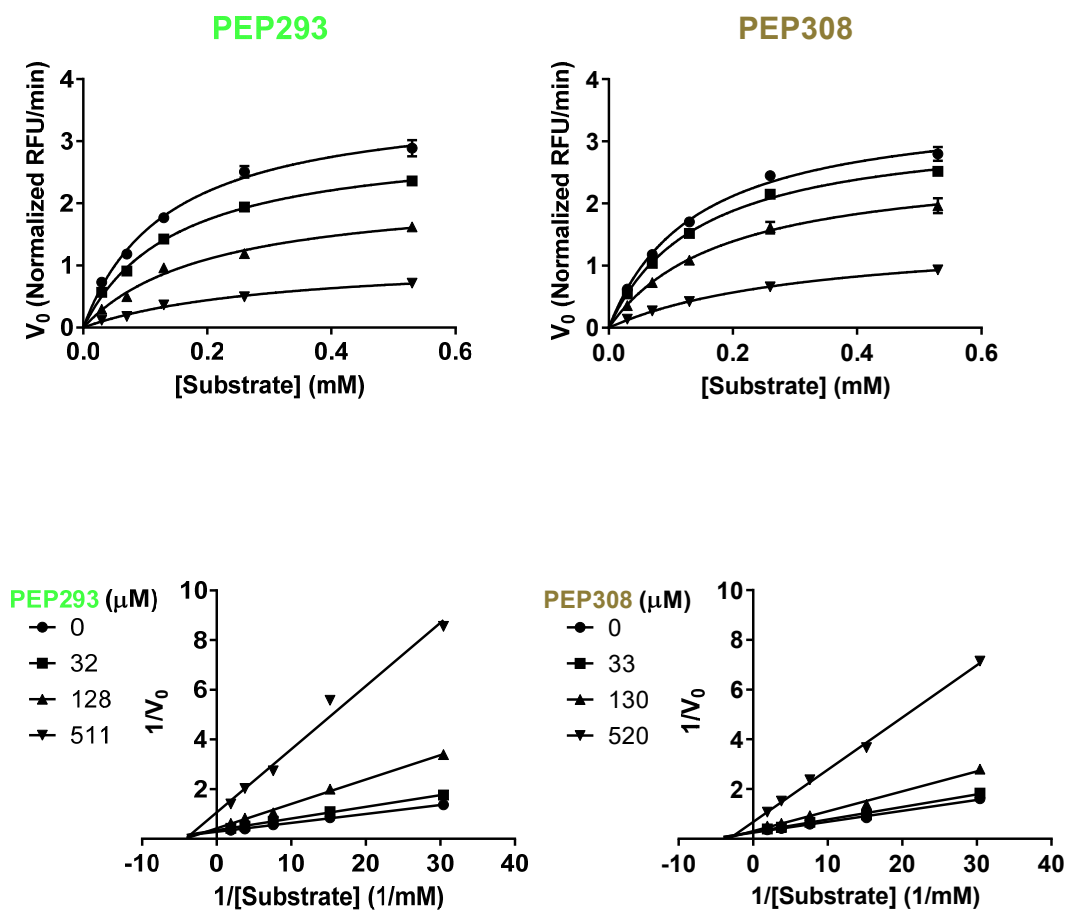 PEP293
PEP308
V0 (Normalized RFU/min)
4
3
2
1
0
0.0 0.2 0.4 0.6
[Substrate] (mM)
V0 (Normalized RFU/min)
4
3
2
1
0
0.0 0.2 0.4 0.6
[Substrate] (mM)
PEP293 (μM)
0
32
128
511
1/V0
10
8
6
4
2
-10 0 10 20 30 40
1/[Substrate] (1/mM)
PEP308 (μM)
0
33
130
520
1/V0
10
8
6
4
2
-10 0 10 20 30 40
1/[Substrate] (1/mM)